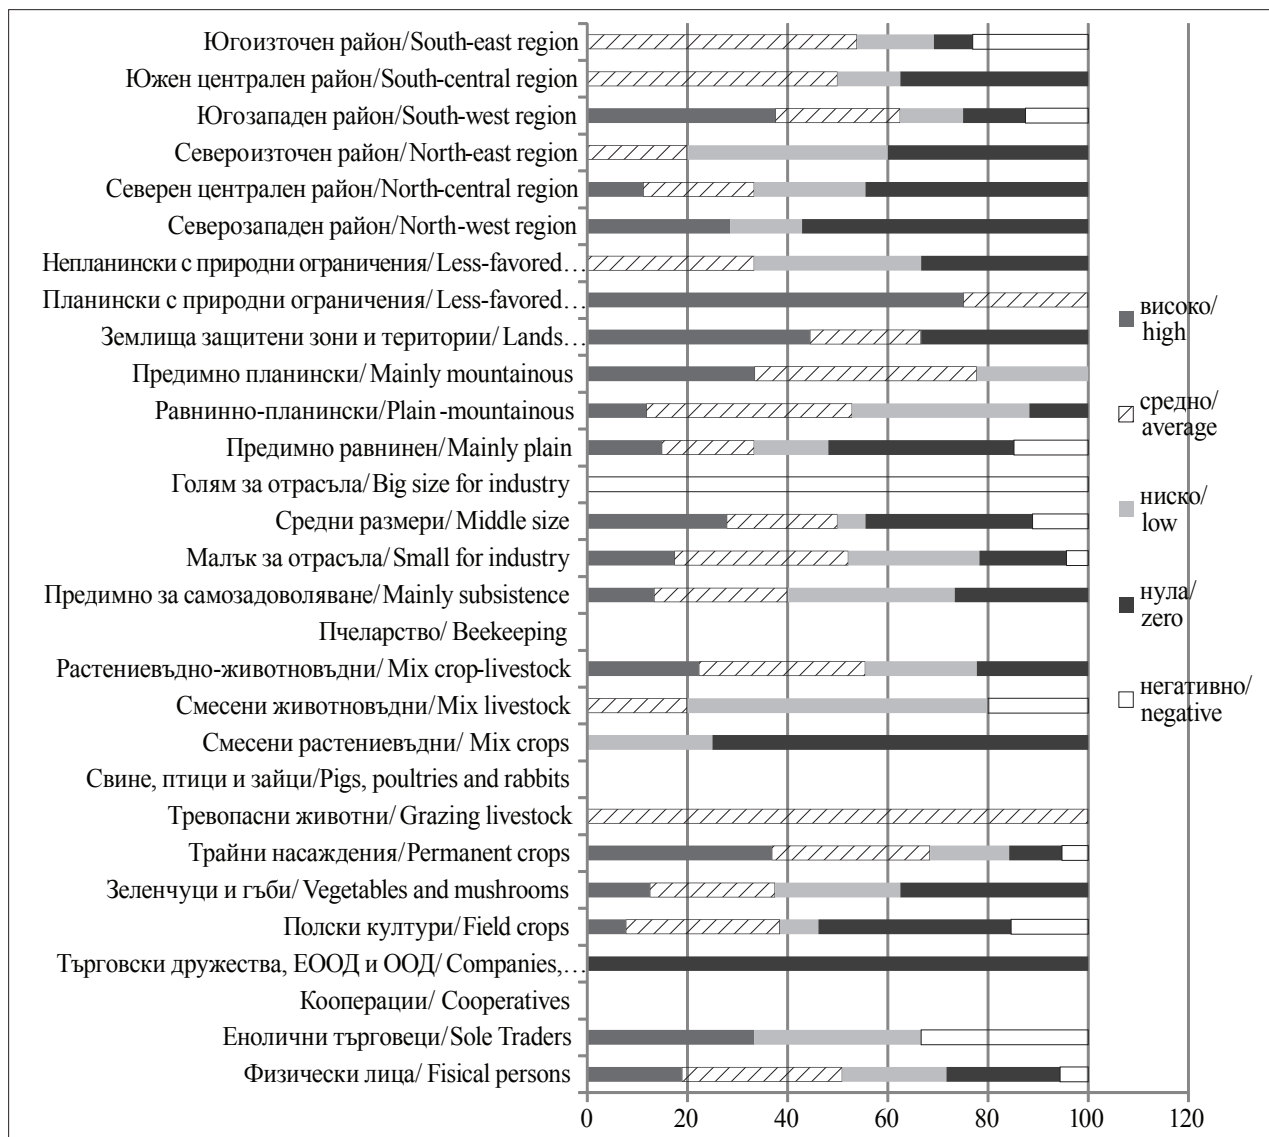 Югоизточен район/South-east region
Южен централен район/South-central region
Югозападен район/South-west region
Североизточен район/North-east region
Северен централен район/North-central region
Северозападен район/North-west region
Непланински с природни ограничения/Less-favored…
Планински с природни ограничения/ Less-favored…
Землища защитени зони и територии/ Lands…
Предимно планински/ Mainly mountainous
Равнинно-планински/Plain-mountainous
Предимно равнинен/Mainly plain
Голям за отрасъла/Big size for industry
Средни размери/ Middle size
Малък за отрасъла/ Small for industry
Предимно за самозадоволяване/Mainly subsistence
Пчеларство/ Beekeeping
Растениевъдно-животновъдни/ Mix crop-livestock
Смесени животновъдни/Mix livestock
Смесени растениевъдни/ Mix crops
Свине, птици и зайци/Pigs, poultries and rabbits
Тревопасни животни/ Grazing livestock
Трайни насаждения/Permanent crops
Зеленчуци и гъби/ Vegetables and mushrooms
Полски култури/Field crops
Търговски дружества, ЕООД и ООД/ Companies,…
Кооперации/ Cooperatives
Енолични търговеци/Sole Traders
Физически лица/ Fisical persons
0 20 40 60 80 100 120
високо/
high
средно/
average
ниско/
low
нула/
zero
негативно/
negative